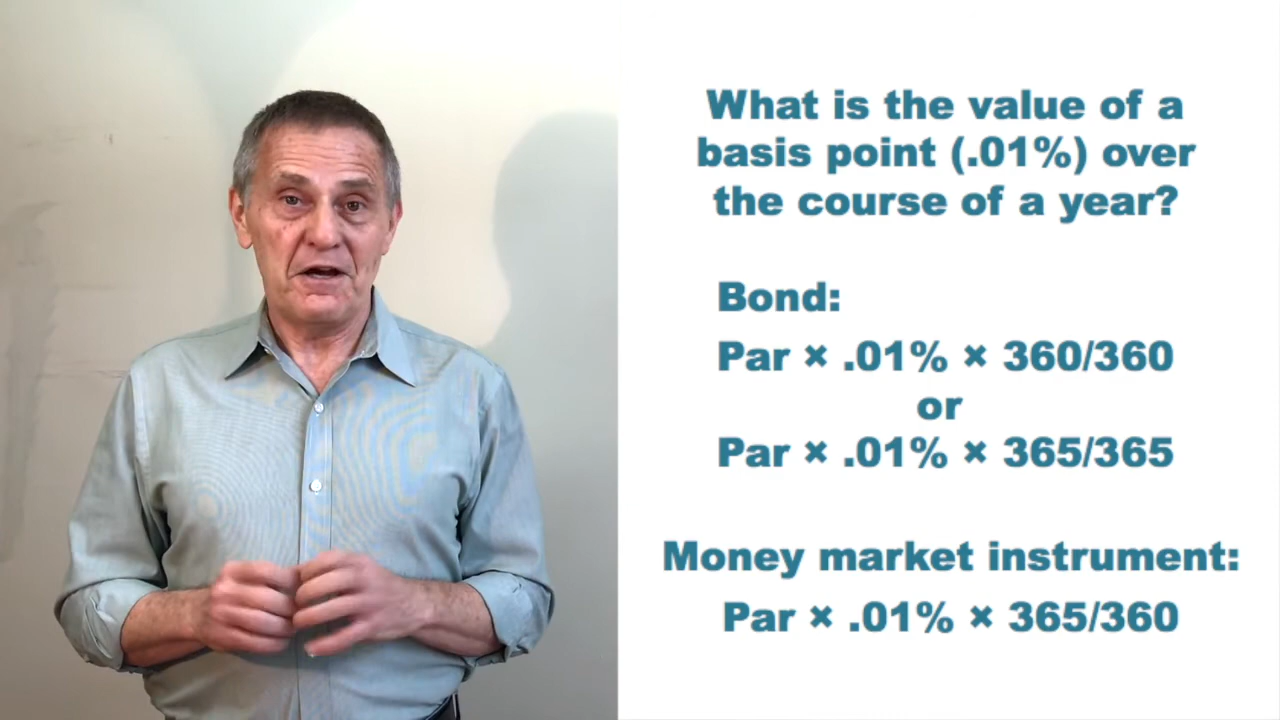 What is the value of a
basis point (.01%) over
the course of a year?
Bond:
Par × .01% × 360/360
or
Par × .01% × 365/365
Money market instrument:
Par × .01% × 365/360